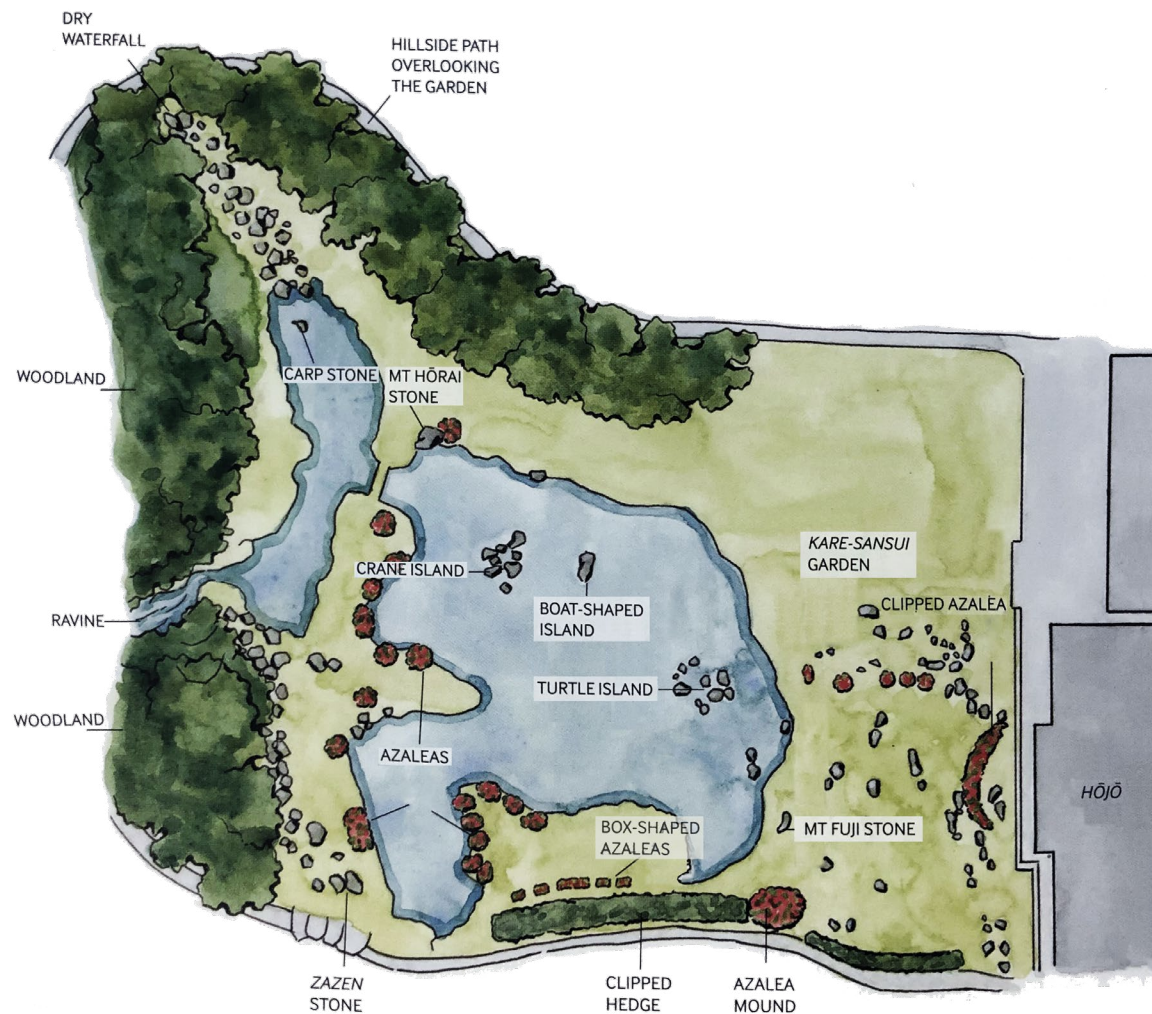 DRY
WATERFALL
HILLSIDE PATH
OVERLOOKING
THE GARDEN
WOODLAND
CARP STONE
MT HŌRAI
STONE
KARE-SANSUI
GARDEN
CRANE ISLAND
BOAT-SHAPED
ISLAND
CLIPPED AZALEA
RAVINE
TURTLE ISLAND
WOODLAND
AZALEAS
HŌJŌ
BOX-SHAPED
AZALEAS
MT FUJI STONE
ZAZEN
STONE
CLIPPED
HEDGE
AZALEA
MOUND